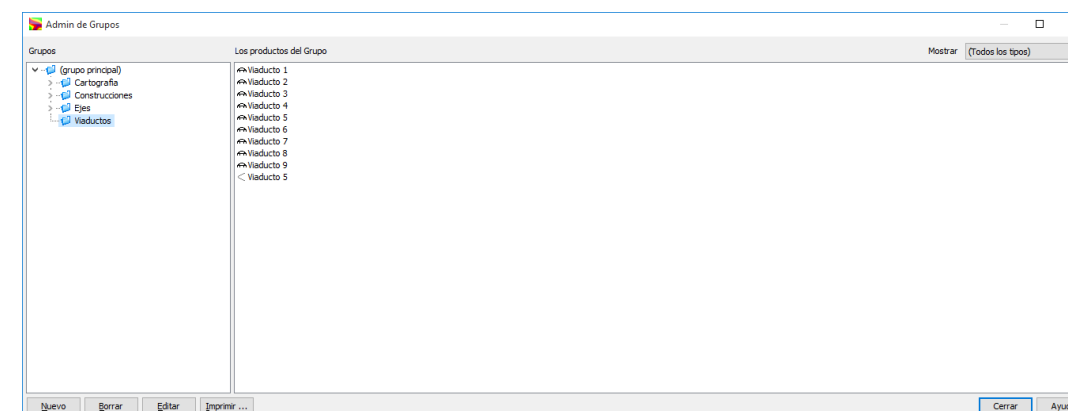 Admin de Grupos
Grupos
Los productos del Grupo
Mostrar (Todos los tipos)
(grupo principal)
Cartografia
Construcciones
Ejes
Viaductos
Viaducto 1
Viaducto 2
Viaducto 3
Viaducto 4
Viaducto 5
Viaducto 6
Viaducto 7
Viaducto 8
Viaducto 9
Viaducto 5
Nuevo Borrar Editar Imprimir ... Cerrar